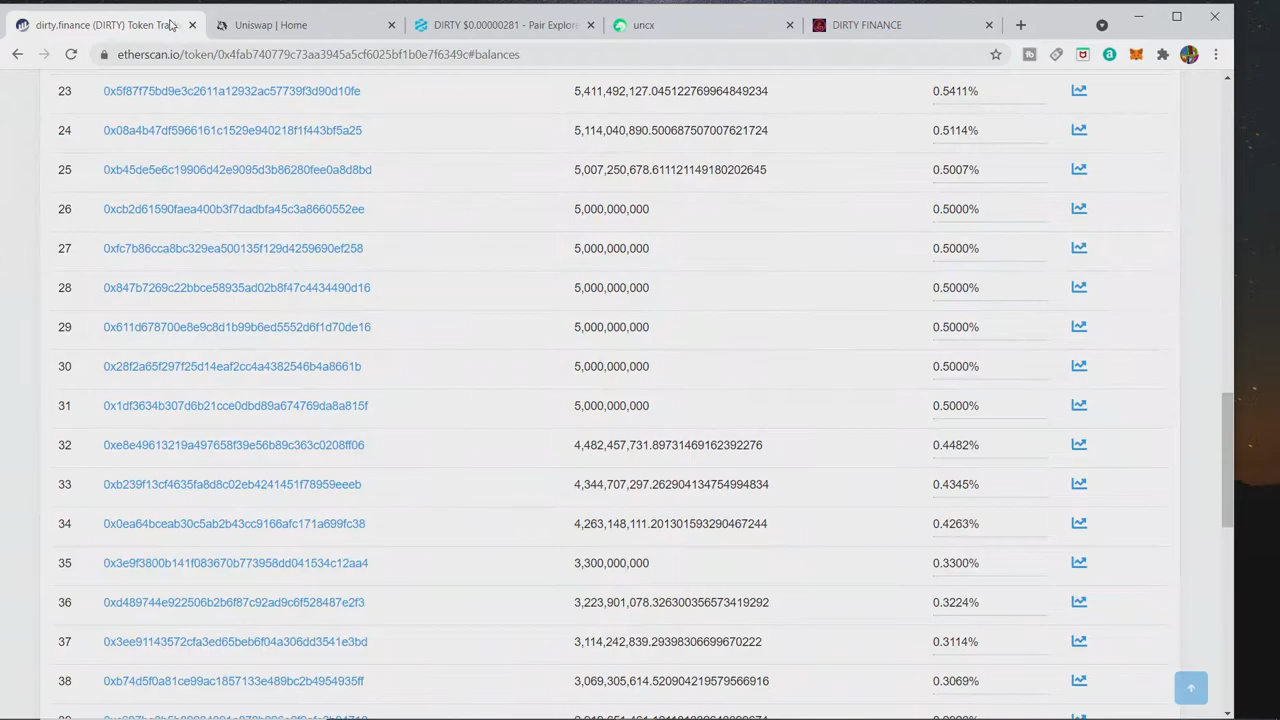 dirty.finance (DIRTY) Token Tra
Uniswap | Home
DIRTY $0.00000281 - Pair Explor
uncx
DIRTY FINANCE
etherscan.io/token/0x4fab740779c73aa3945a5cf6025bf1b0e7f6349c#balances
23 0x5f87f75bd9e3c2611a12932ac57739f3d90d10fe 5,411,492,127.045122769964849234 0.5411%
24 0x08a4b47df5966161c1529e940218f1f443bf5a25 5,114,040,890.500687507007621724 0.5114%
25 0xb45de5e6c19906d42e9095d3b86280fee0a8d8bd 5,007,250,678.611121149180202645 0.5007%
26 0xcb2d61590faea400b3f7dadbfa45c3a8660552ee 5,000,000,000 0.5000%
27 0xfc7b86cca8bc329ea500135f129d4259690ef258 5,000,000,000 0.5000%
28 0x847b7269c22bbce58935ad02b8f47c4434490d16 5,000,000,000 0.5000%
29 0x611d678700e8e9c8d1b99b6ed5552d6f1d70de16 5,000,000,000 0.5000%
30 0x28f2a65f297f25d14eaf2cc4a4382546b4a8661b 5,000,000,000 0.5000%
31 0x1df3634b307d6b21cce0dbd89a674769da8a815f 5,000,000,000 0.5000%
32 0xe8e49613219a497658f39e56b89c363c0208ff06 4,482,457,731.89731469162392276 0.4482%
33 0xb239f13cf4635fa8d8c02eb4241451f78959eeeb 4,344,707,297.262904134754994834 0.4345%
34 0x0ea64bceab30c5ab2b43cc9166afc171a699fc38 4,263,148,111.201301593290467244 0.4263%
35 0x3e9f3800b141f083670b773958dd041534c12aa4 3,300,000,000 0.3300%
36 0xd489744e922506b2b6f87c92ad9c6f528487e2f3 3,223,901,078.326300356573419292 0.3224%
37 0x3ee91143572cfa3ed65beb6f04a306dd3541e3bd 3,114,242,839.29398306699670222 0.3114%
38 0xb74d5f0a81ce99ac1857133e489bc2b4954935ff 3,069,305,614.520904219579566916 0.3069%